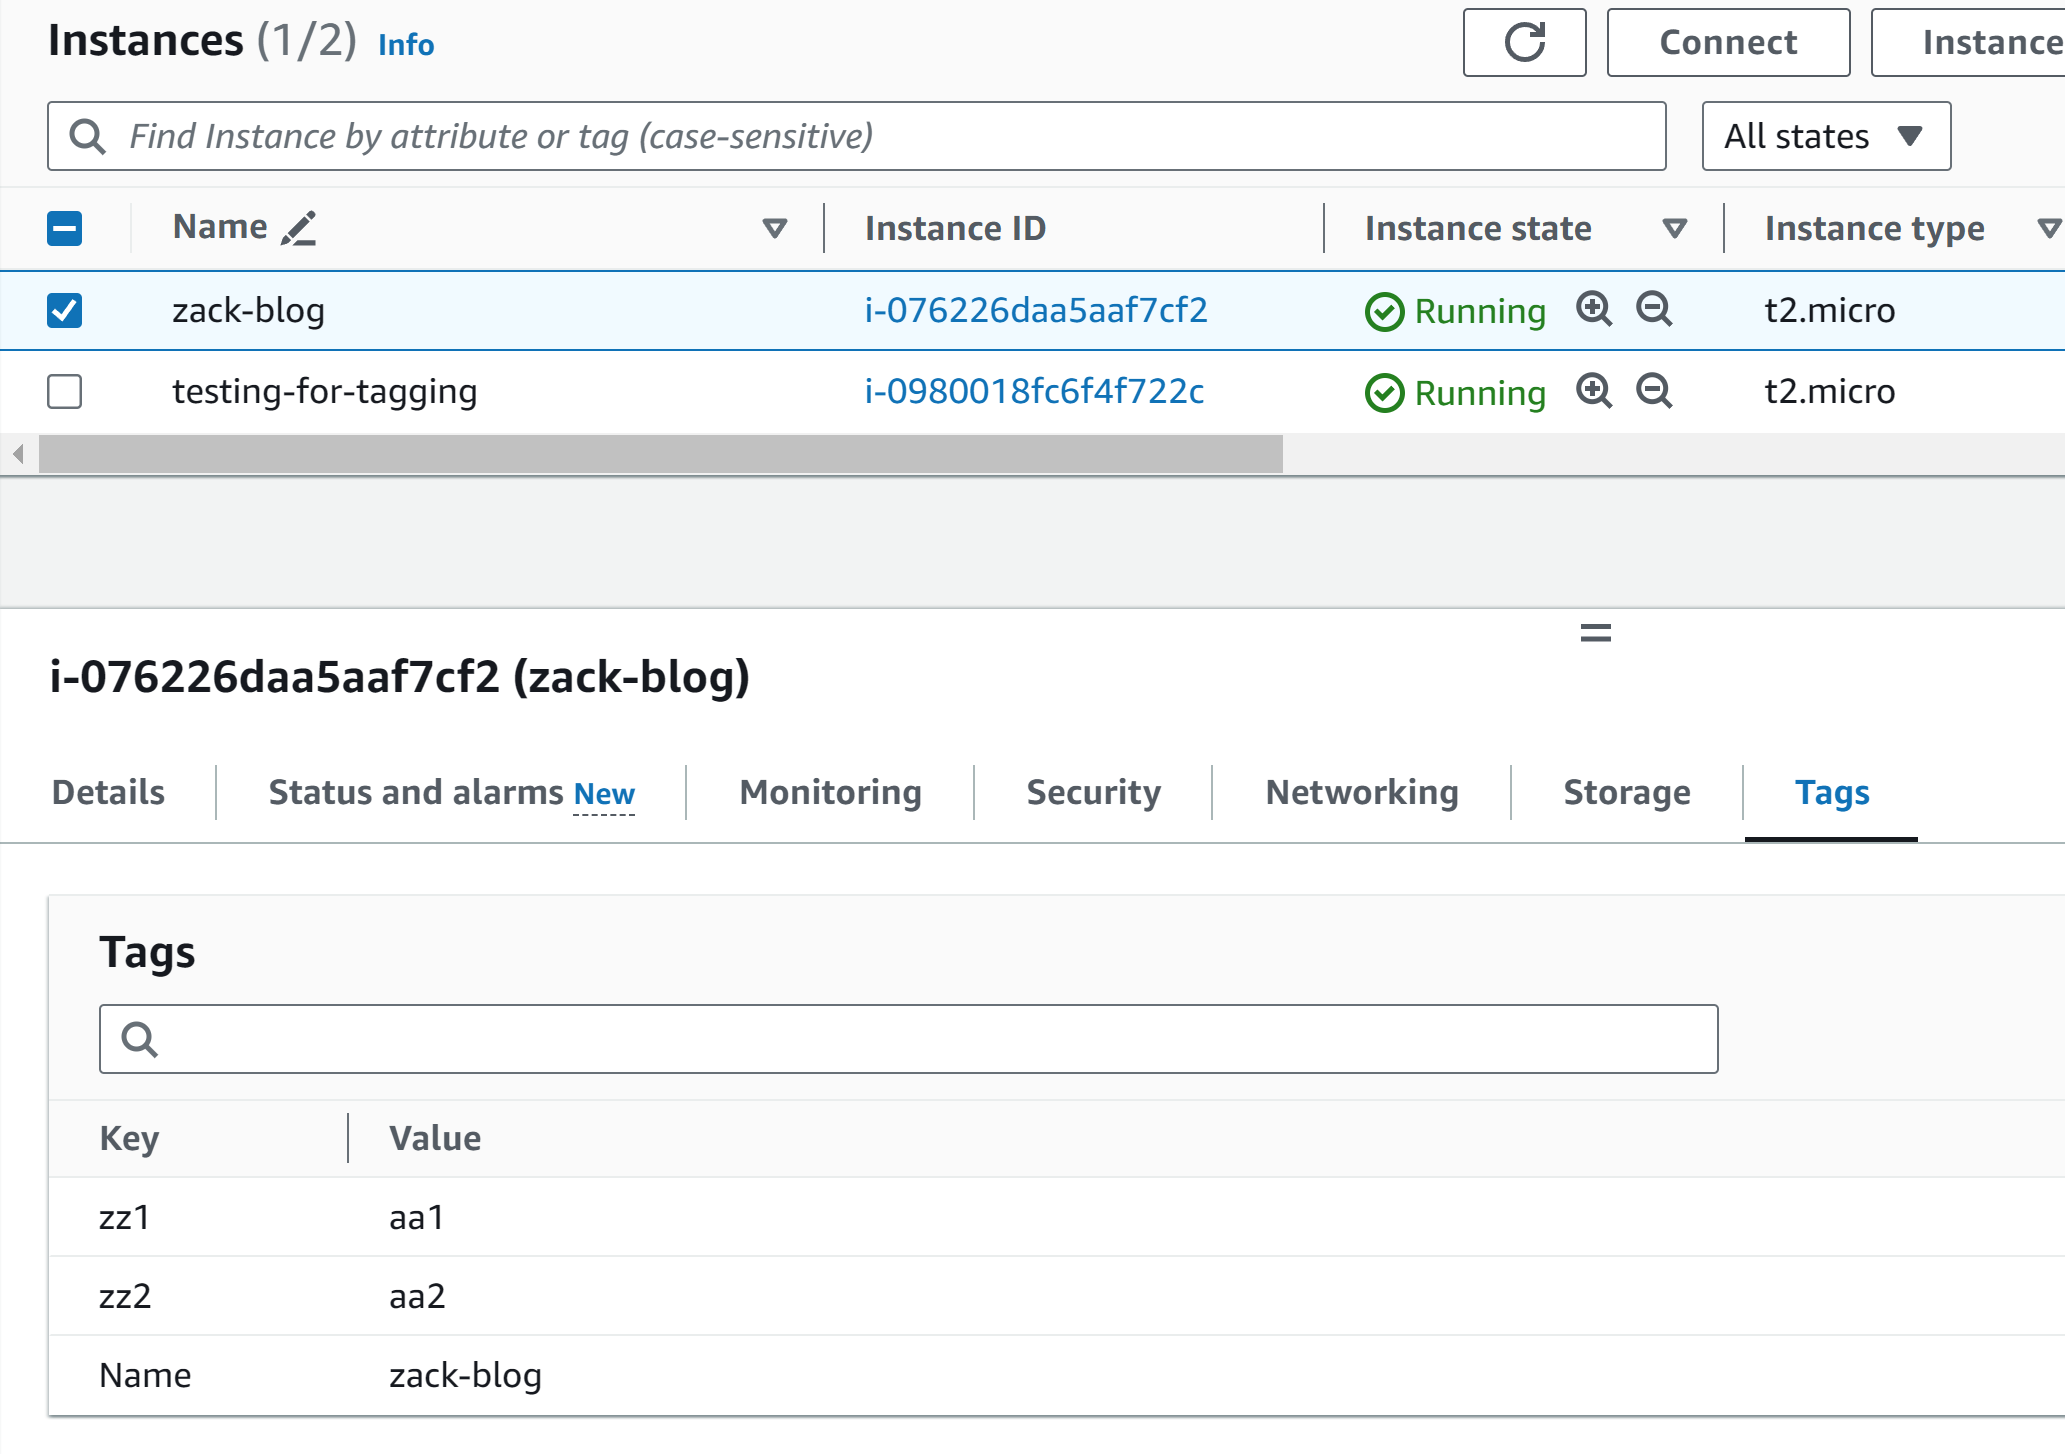 Instances (1/2) Info Connect Instance
Find Instance by attribute or tag (case-sensitive) All states
Name Instance ID Instance state Instance type
zack-blog i-076226daa5aaf7cf2 Running t2.micro
testing-for-tagging i-0980018fc6f4f722c Running t2.micro
i-076226daa5aaf7cf2 (zack-blog)
Details Status and alarms New Monitoring Security Networking Storage Tags
Tags
Key Value
zz1 aa1
zz2 aa2
Name zack-blog